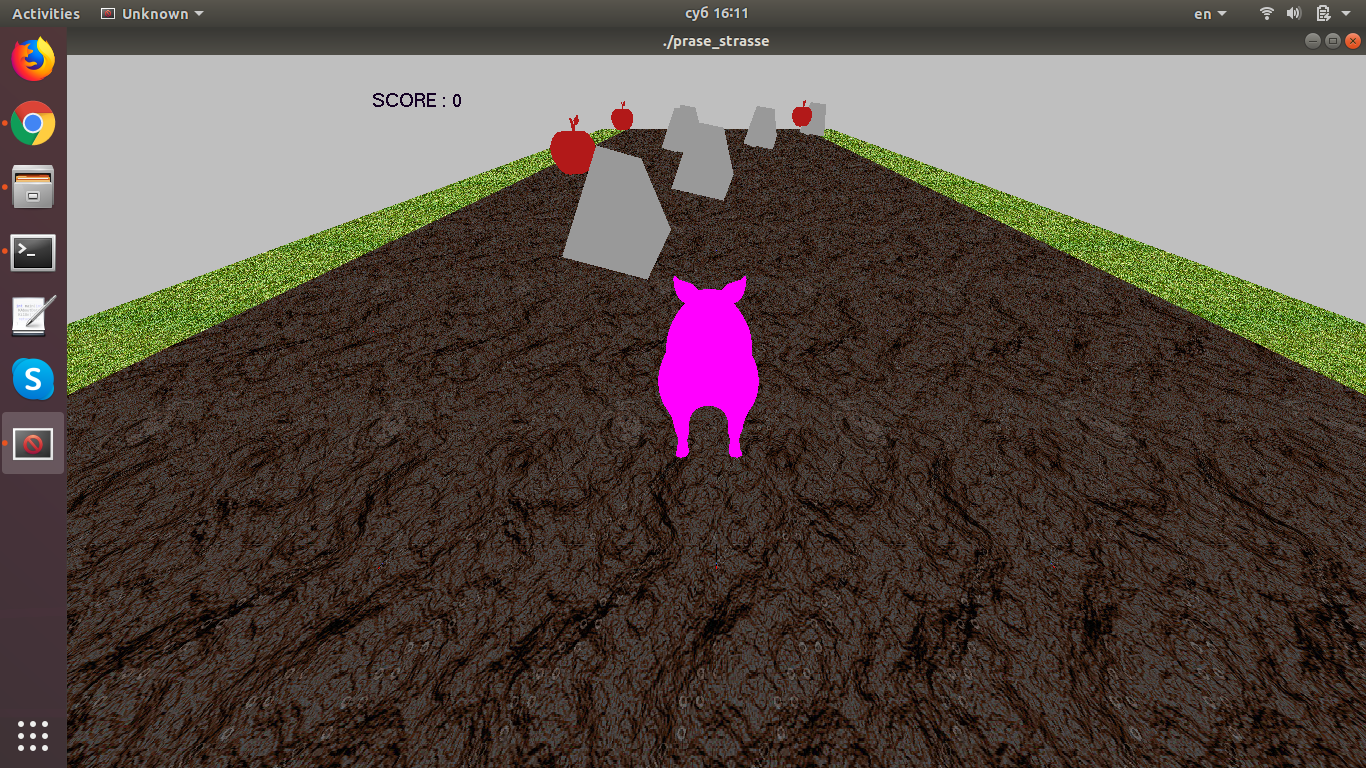 Activities
Unknown
суб 16:11
en
./prase_strasse
SCORE : 0